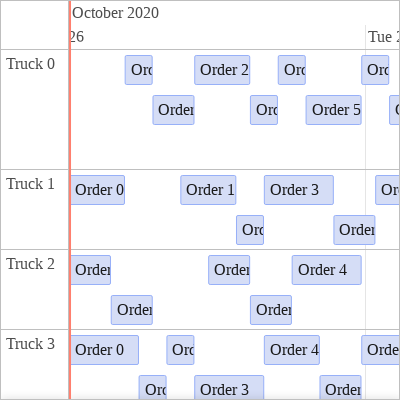 October 2020
26 Tue 2
Truck 0
Ord Order 2 Ord Ord
Order Ord Order 5
Truck 1
Order 0 Order 1 Order 3 Ord
Ord Order
Truck 2
Order Order Order 4
Order Order
Truck 3
Order 0 Ord Order 4 Orde
Ord Order 3 Order